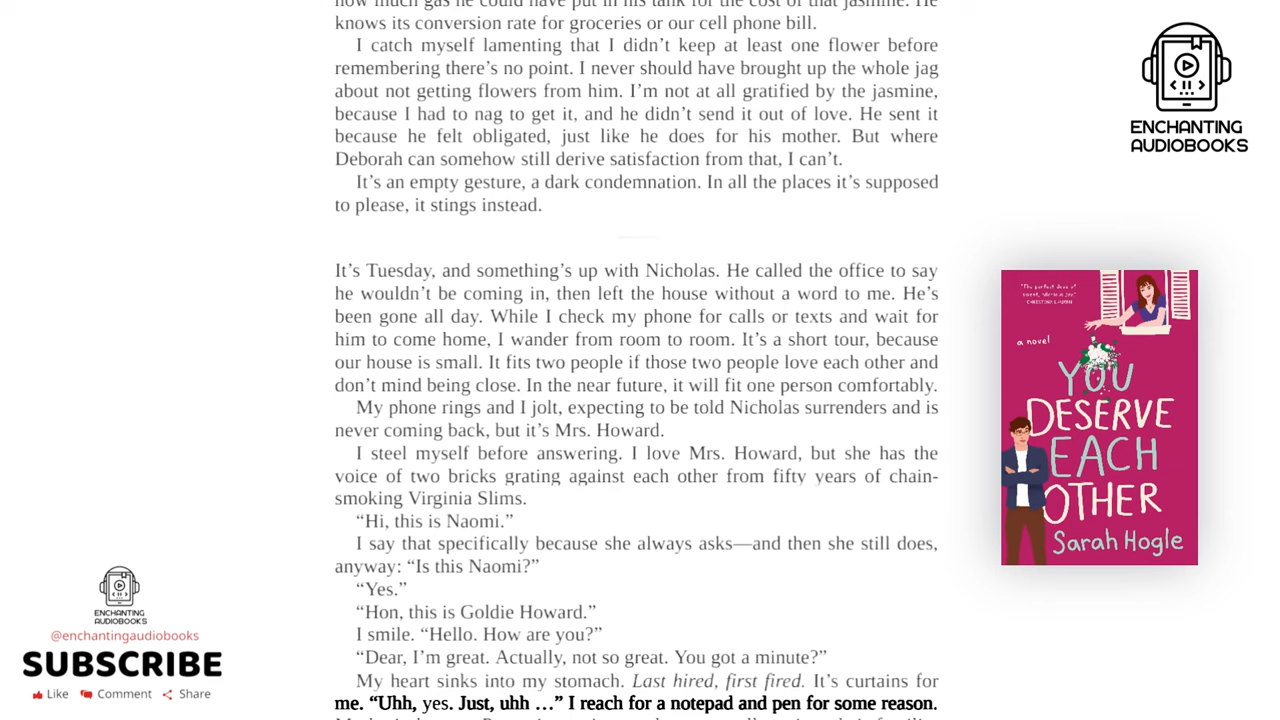 how much gas he could have put in his tank for the cost of that jasmine. He
knows its conversion rate for groceries or our cell phone bill.
I catch myself lamenting that I didn’t keep at least one flower before
remembering there’s no point. I never should have brought up the whole jag
about not getting flowers from him. I’m not at all gratified by the jasmine,
because I had to nag to get it, and he didn’t send it out of love. He sent it
because he felt obligated, just like he does for his mother. But where
Deborah can somehow still derive satisfaction from that, I can’t.
It’s an empty gesture, a dark condemnation. In all the places it’s supposed
to please, it stings instead.
It’s Tuesday, and something’s up with Nicholas. He called the office to say
he wouldn’t be coming in, then left the house without a word to me. He’s
been gone all day. While I check my phone for calls or texts and wait for
him to come home, I wander from room to room. It’s a short tour, because
our house is small. It fits two people if those two people love each other and
don’t mind being close. In the near future, it will fit one person comfortably.
My phone rings and I jolt, expecting to be told Nicholas surrenders and is
never coming back, but it’s Mrs. Howard.
I steel myself before answering. I love Mrs. Howard, but she has the
voice of two bricks grating against each other from fifty years of chain-
smoking Virginia Slims.
“Hi, this is Naomi.”
I say that specifically because she always asks—and then she still does,
anyway: “Is this Naomi?”
“Yes.”
“Hon, this is Goldie Howard.”
I smile. “Hello. How are you?”
“Dear, I’m great. Actually, not so great. You got a minute?”
My heart sinks into my stomach. Last hired, first fired. It’s curtains for
me. “Uhh, yes. Just, uhh …” I reach for a notepad and pen for some reason.
ENCHANTING
AUDIOBOOKS
a novel
YOU
DESERVE
EACH
OTHER
Sarah Hogle
ENCHANTING
AUDIOBOOKS
@enchantingaudiobooks
SUBSCRIBE
Like Comment Share